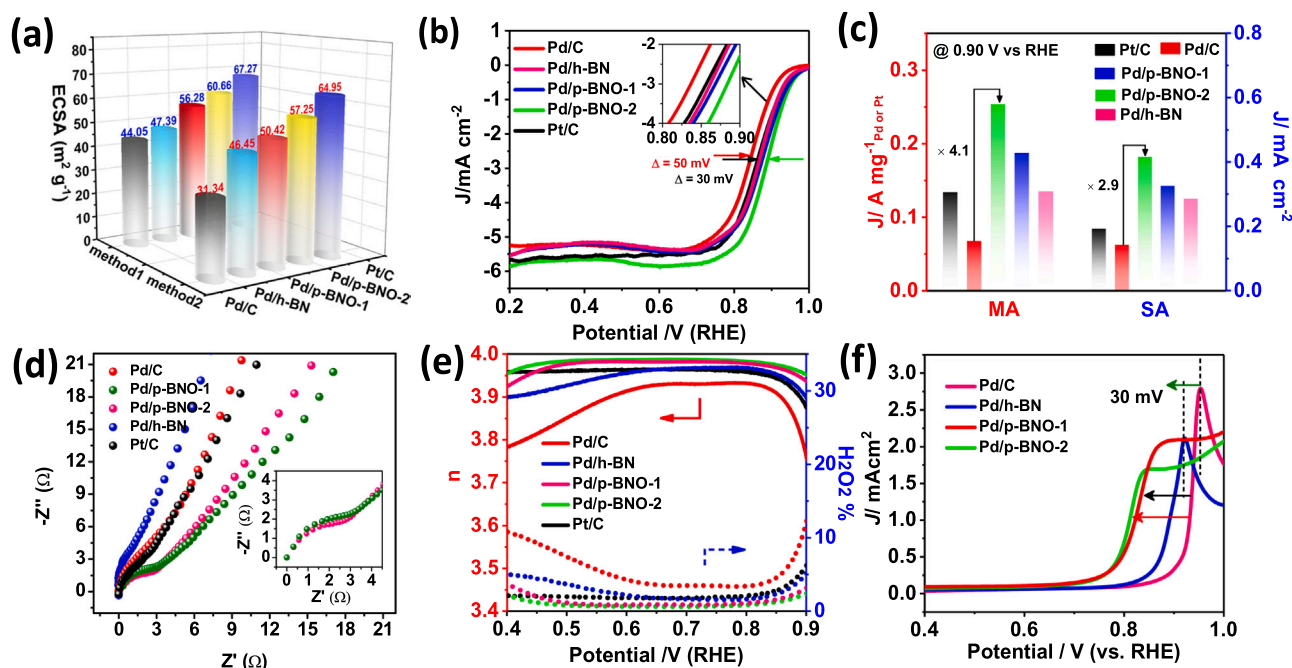 (a)
ECSA (m² g⁻¹)
80
70
60
50
40
30
20
10
0
44.05
47.39
56.28
60.66
67.27
31.34
46.45
50.42
57.25
64.95
method1
method2
Pd/C
Pd/h-BN
Pd/p-BNO-1
Pd/p-BNO-2
Pt/C
(b)
J/mA cm⁻²
1
0
-1
-2
-3
-4
-5
-6
Pd/C
Pd/h-BN
Pd/p-BNO-1
Pd/p-BNO-2
Pt/C
-2
-3
-4
0.80 0.85 0.90
Δ = 50 mV
Δ = 30 mV
0.2 0.4 0.6 0.8 1.0
Potential /V (RHE)
(c)
@ 0.90 V vs RHE
Pt/C
Pd/C
Pd/p-BNO-1
Pd/p-BNO-2
Pd/h-BN
J/ A mg⁻¹Pd or Pt
0.3
0.2
0.1
0.0
× 4.1
× 2.9
0.8
0.6
0.4
0.2
0.0
J/ mA cm⁻²
MA
SA
(d)
-Z'' (Ω)
21
18
15
12
9
6
3
0
Pd/C
Pd/p-BNO-1
Pd/p-BNO-2
Pd/h-BN
Pt/C
-Z'' (Ω)
4
3
2
1
0
0 1 2 3 4
Z' (Ω)
0 3 6 9 12 15 18 21
Z' (Ω)
(e)
n
4.0
3.9
3.8
3.7
3.6
3.5
3.4
Pd/C
Pd/h-BN
Pd/p-BNO-1
Pd/p-BNO-2
Pt/C
30
20
10
0
H₂O₂ %
0.4 0.5 0.6 0.7 0.8 0.9
Potential /V (RHE)
(f)
J/ mAcm²
3.0
2.5
2.0
1.5
1.0
0.5
0.0
Pd/C
Pd/h-BN
Pd/p-BNO-1
Pd/p-BNO-2
30 mV
0.4 0.6 0.8 1.0
Potential / V (vs. RHE)